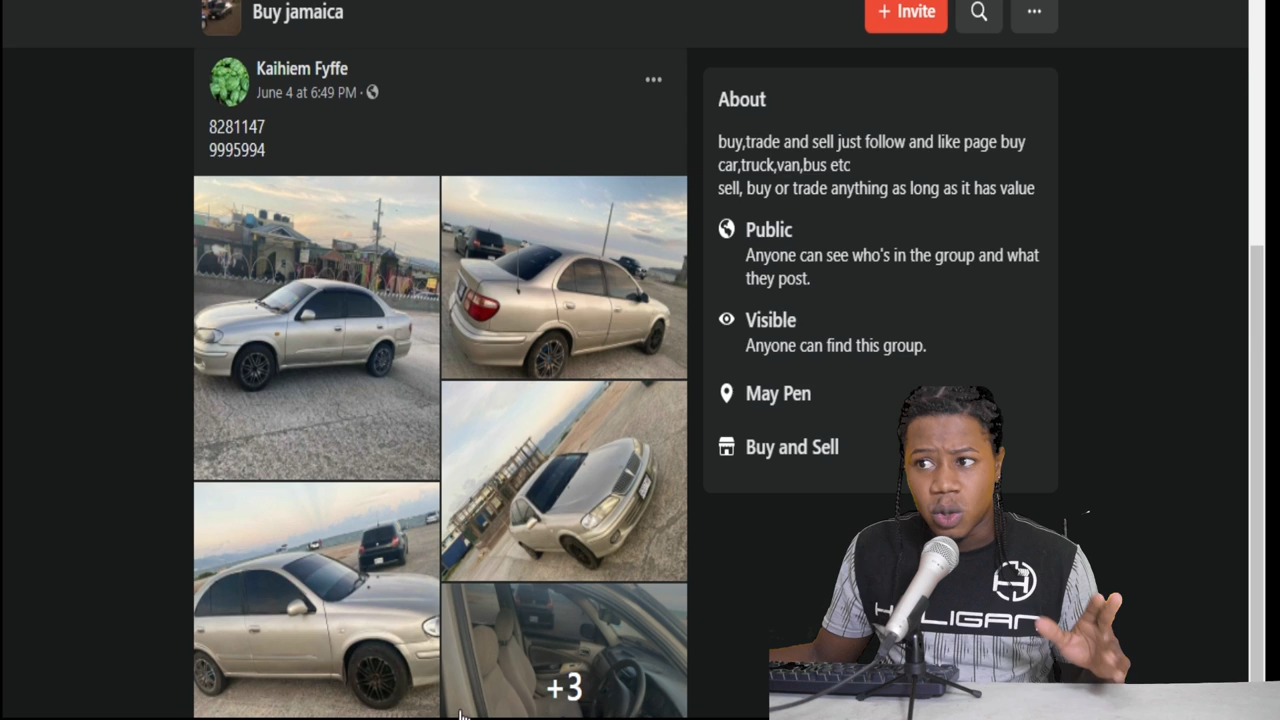 Buy jamaica
+ Invite
Kaihiem Fyffe
June 4 at 6:49 PM ·
8281147
9995994
+3
About
buy,trade and sell just follow and like page buy
car,truck,van,bus etc
sell, buy or trade anything as long as it has value
Public
Anyone can see who's in the group and what
they post.
Visible
Anyone can find this group.
May Pen
Buy and Sell
H LIGAN